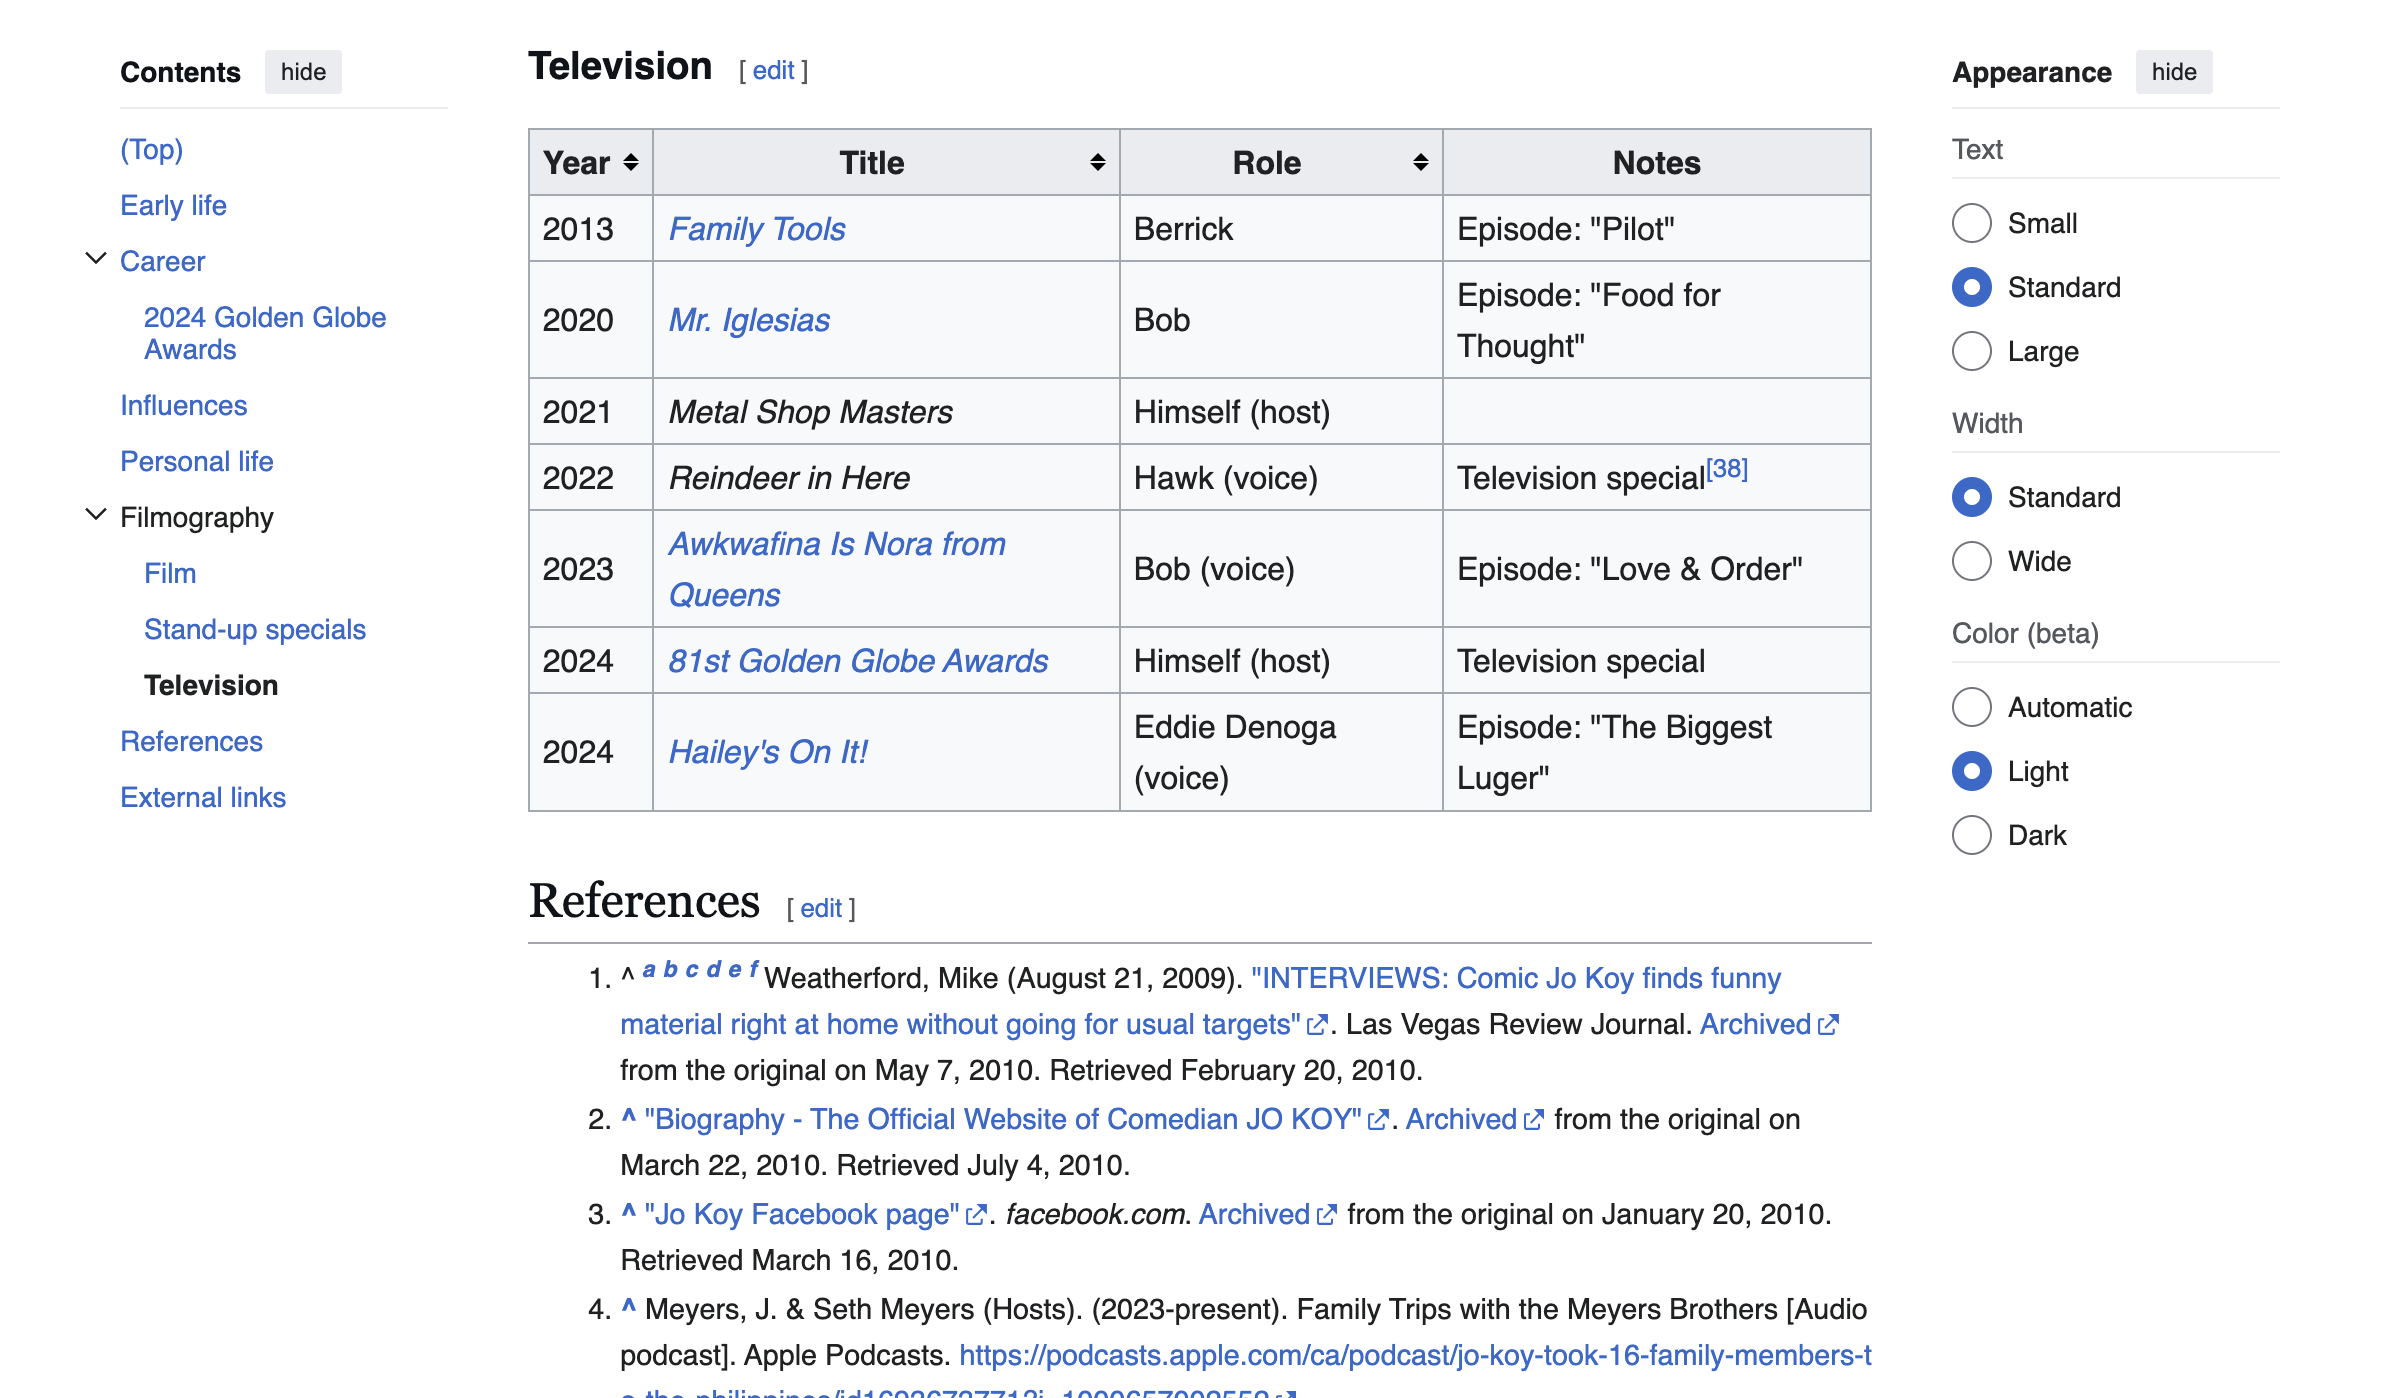 Contents hide
(Top)
Early life
Career
2024 Golden Globe
Awards
Influences
Personal life
Filmography
Film
Stand-up specials
Television
References
External links
Television [ edit ]
Year Title Role Notes
2013 Family Tools Berrick Episode: "Pilot"
2020 Mr. Iglesias Bob Episode: "Food for
Thought"
2021 Metal Shop Masters Himself (host)
2022 Reindeer in Here Hawk (voice) Television special[38]
2023 Awkwafina Is Nora from
Queens Bob (voice) Episode: "Love & Order"
2024 81st Golden Globe Awards Himself (host) Television special
2024 Hailey's On It! Eddie Denoga
(voice) Episode: "The Biggest
Luger"
References [ edit ]
1. ^ a b c d e f Weatherford, Mike (August 21, 2009). "INTERVIEWS: Comic Jo Koy finds funny
material right at home without going for usual targets". Las Vegas Review Journal. Archived
from the original on May 7, 2010. Retrieved February 20, 2010.
2. ^ "Biography - The Official Website of Comedian JO KOY". Archived from the original on
March 22, 2010. Retrieved July 4, 2010.
3. ^ "Jo Koy Facebook page". facebook.com. Archived from the original on January 20, 2010.
Retrieved March 16, 2010.
4. ^ Meyers, J. & Seth Meyers (Hosts). (2023-present). Family Trips with the Meyers Brothers [Audio
podcast]. Apple Podcasts. https://podcasts.apple.com/ca/podcast/jo-koy-took-16-family-members-t
Appearance hide
Text
Small
Standard
Large
Width
Standard
Wide
Color (beta)
Automatic
Light
Dark